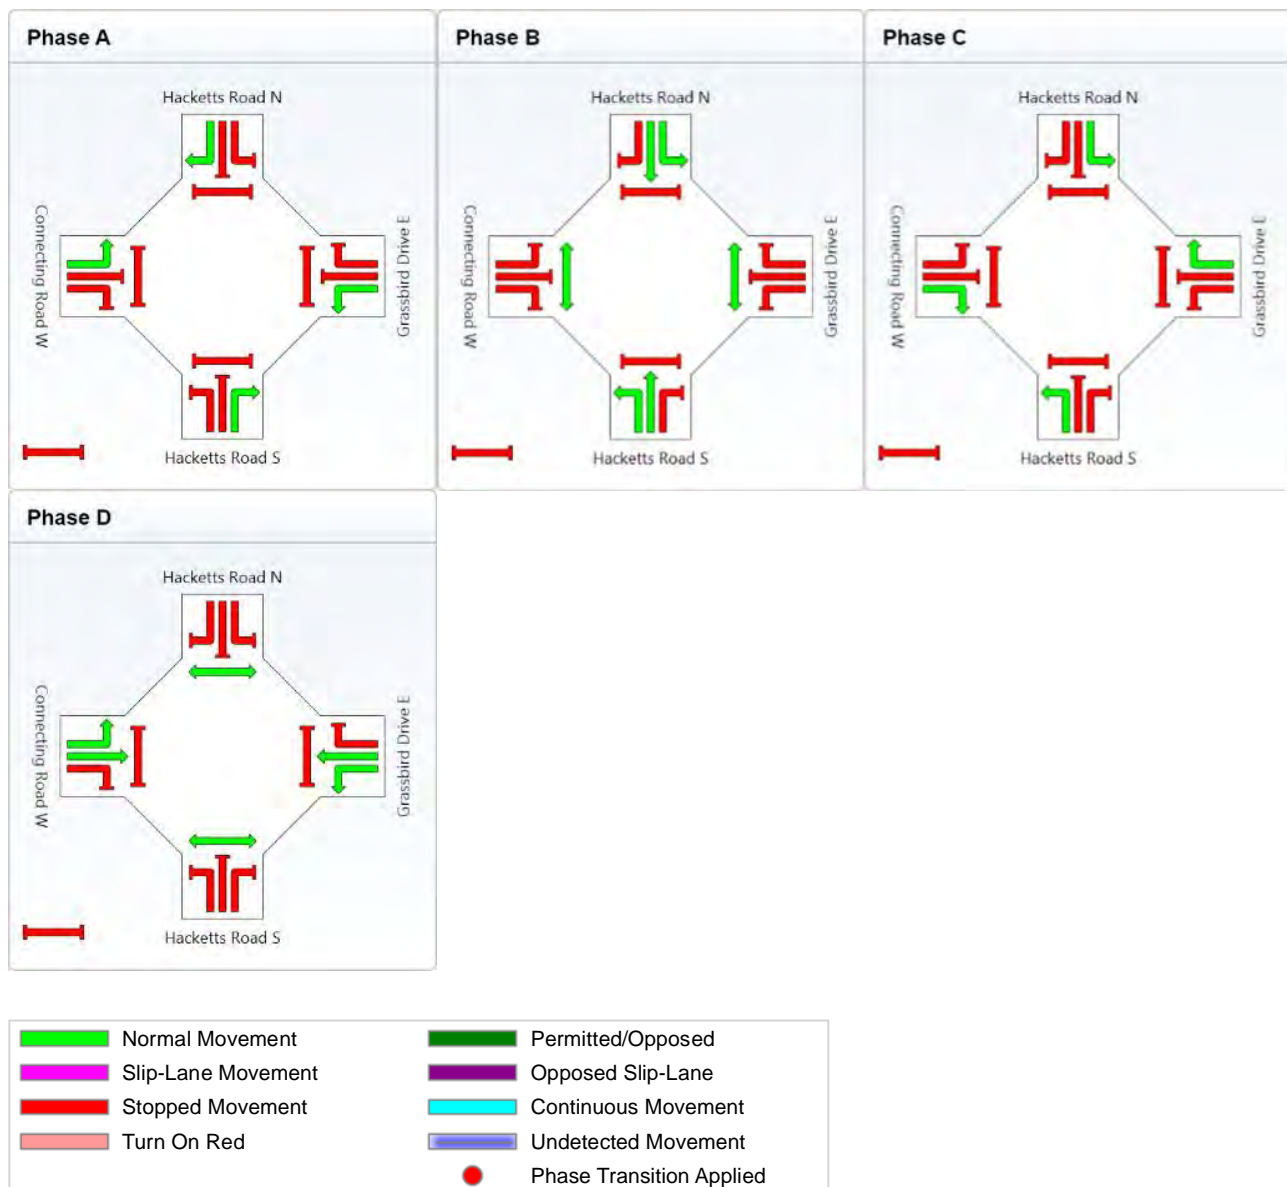 Phase A
Hacketts Road N
Connecting Road W
Grassbird Drive E
Hacketts Road S
Phase B
Hacketts Road N
Connecting Road W
Grassbird Drive E
Hacketts Road S
Phase C
Hacketts Road N
Connecting Road W
Grassbird Drive E
Hacketts Road S
Phase D
Hacketts Road N
Connecting Road W
Grassbird Drive E
Hacketts Road S
Normal Movement
Permitted/Opposed
Slip-Lane Movement
Opposed Slip-Lane
Stopped Movement
Continuous Movement
Turn On Red
Undetected Movement
Phase Transition Applied